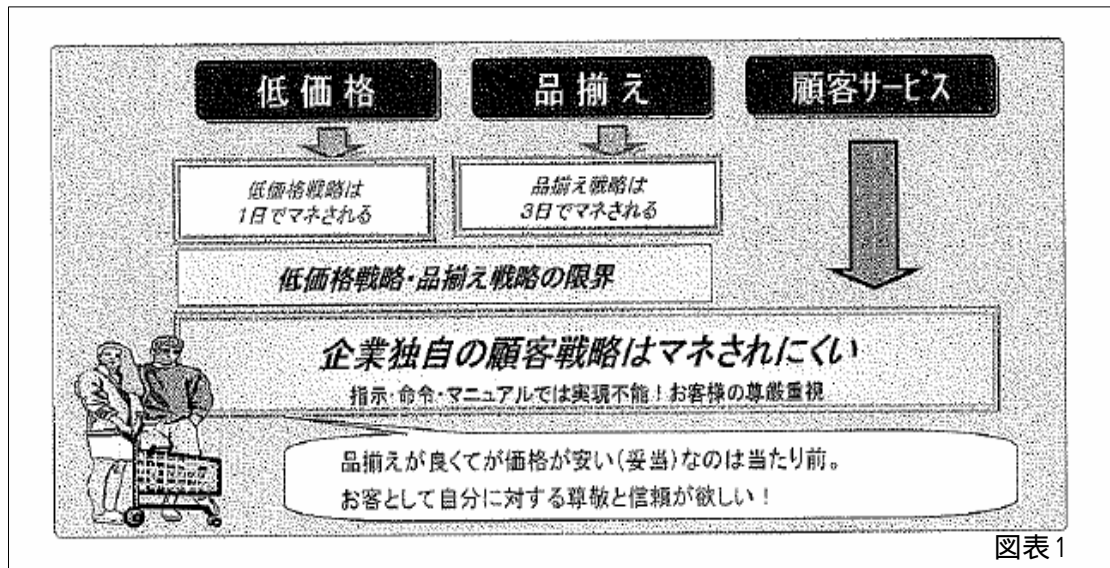 低価格
品揃え
顧客サービス
低価格戦略は
1日でマネされる
品揃え戦略は
3日でマネされる
低価格戦略・品揃え戦略の限界
企業独自の顧客戦略はマネされにくい
指示・命令・マニュアルでは実現不能！お客様の尊厳重視
品揃えが良くてが価格が安い(妥当)なのは当たり前。
お客として自分に対する尊敬と信頼が欲しい！
図表1